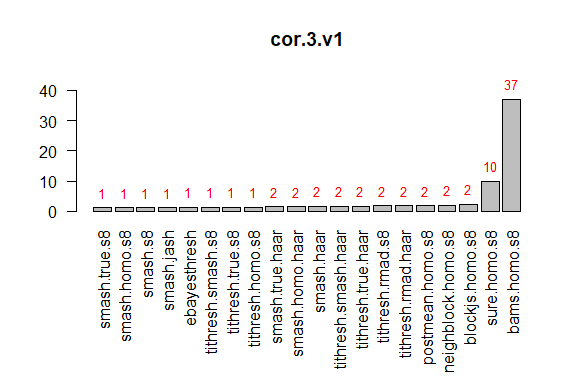 cor.3.v1
40
30
20
10
0
1 1 1 1 1 1 1 1 2 2 2 2 2 2 2 2 2 2 10 37
smash.true.s8
smash.homo.s8
smash.s8
smash.jash
ebayesthresh
tithresh.smash.s8
tithresh.true.s8
tithresh.homo.s8
smash.true.haar
smash.homo.haar
smash.haar
tithresh.smash.haar
tithresh.true.haar
tithresh.rmad.s8
tithresh.rmad.haar
postmean.homo.s8
neighblock.homo.s8
blockjs.homo.s8
sure.homo.s8
bams.homo.s8